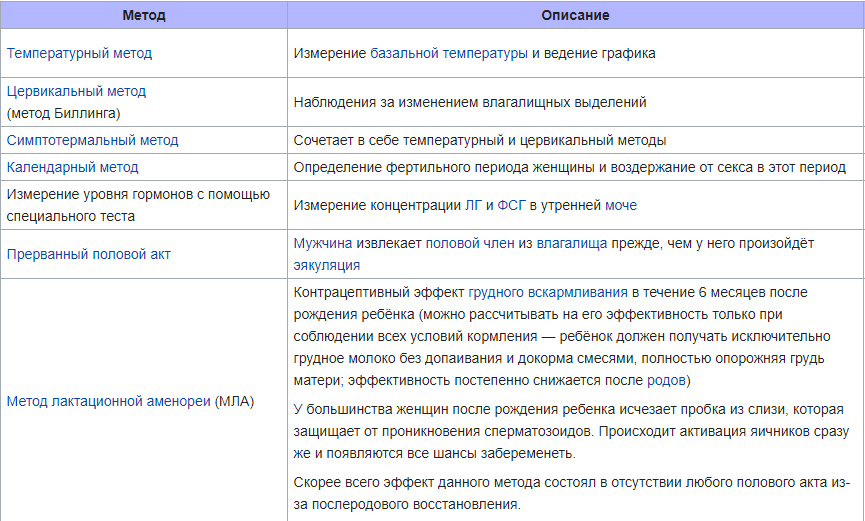 Метод Описание
Температурный метод Измерение базальной температуры и ведение графика
Цервикальный метод
(метод Биллинга) Наблюдения за изменением влагалищных выделений
Симптотермальный метод Сочетает в себе температурный и цервикальный методы
Календарный метод Определение фертильного периода женщины и воздержание от секса в этот период
Измерение уровня гормонов с помощью
специального теста Измерение концентрации ЛГ и ФСГ в утренней моче
Прерванный половой акт Мужчина извлекает половой член из влагалища прежде, чем у него произойдёт
эякуляция
Метод лактационной аменореи (МЛА) Контрацептивный эффект грудного вскармливания в течение 6 месяцев после
рождения ребёнка (можно рассчитывать на его эффективность только при
соблюдении всех условий кормления — ребёнок должен получать исключительно
грудное молоко без допаивания и докорма смесями, полностью опорожняя грудь
матери; эффективность постепенно снижается после родов)
У большинства женщин после рождения ребенка исчезает пробка из слизи, которая
защищает от проникновения сперматозоидов. Происходит активация яичников сразу
же и появляются все шансы забеременеть.
Скорее всего эффект данного метода состоял в отсутствии любого полового акта из-
за послеродового восстановления.